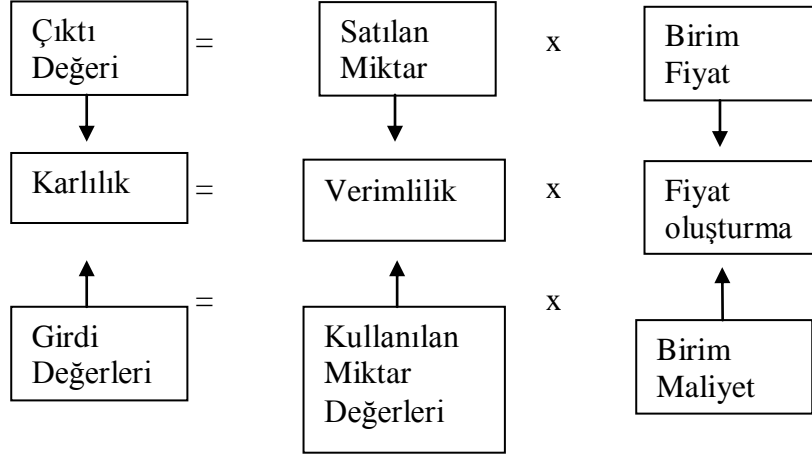 Çıktı
Değeri
=
Satılan
Miktar
x
Birim
Fiyat
Karlılık
=
Verimlilik
x
Fiyat
oluşturma
Girdi
Değerleri
=
Kullanılan
Miktar
Değerleri
x
Birim
Maliyet